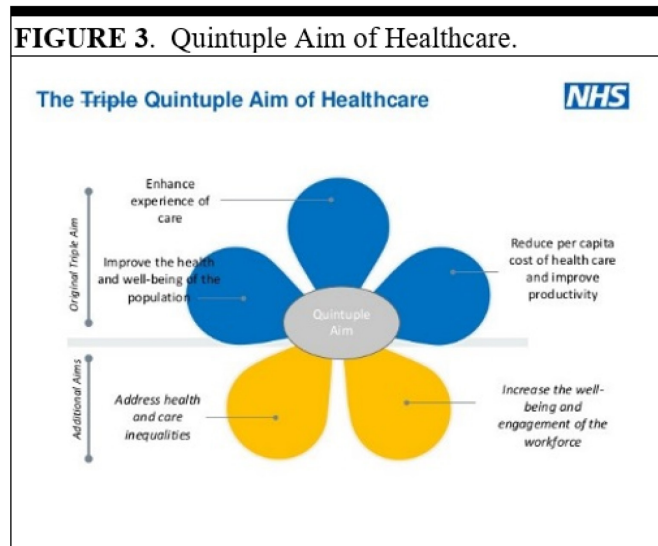 FIGURE 3. Quintuple Aim of Healthcare.
The Triple Quintuple Aim of Healthcare
NHS
Original Triple Aim
Enhance
experience of
care
Improve the health
and well-being of the
population
Reduce per capita
cost of health care
and improve
productivity
Quintuple
Aim
Additional Aims
Address health
and care
inequalities
Increase the well-
being and
engagement of the
workforce